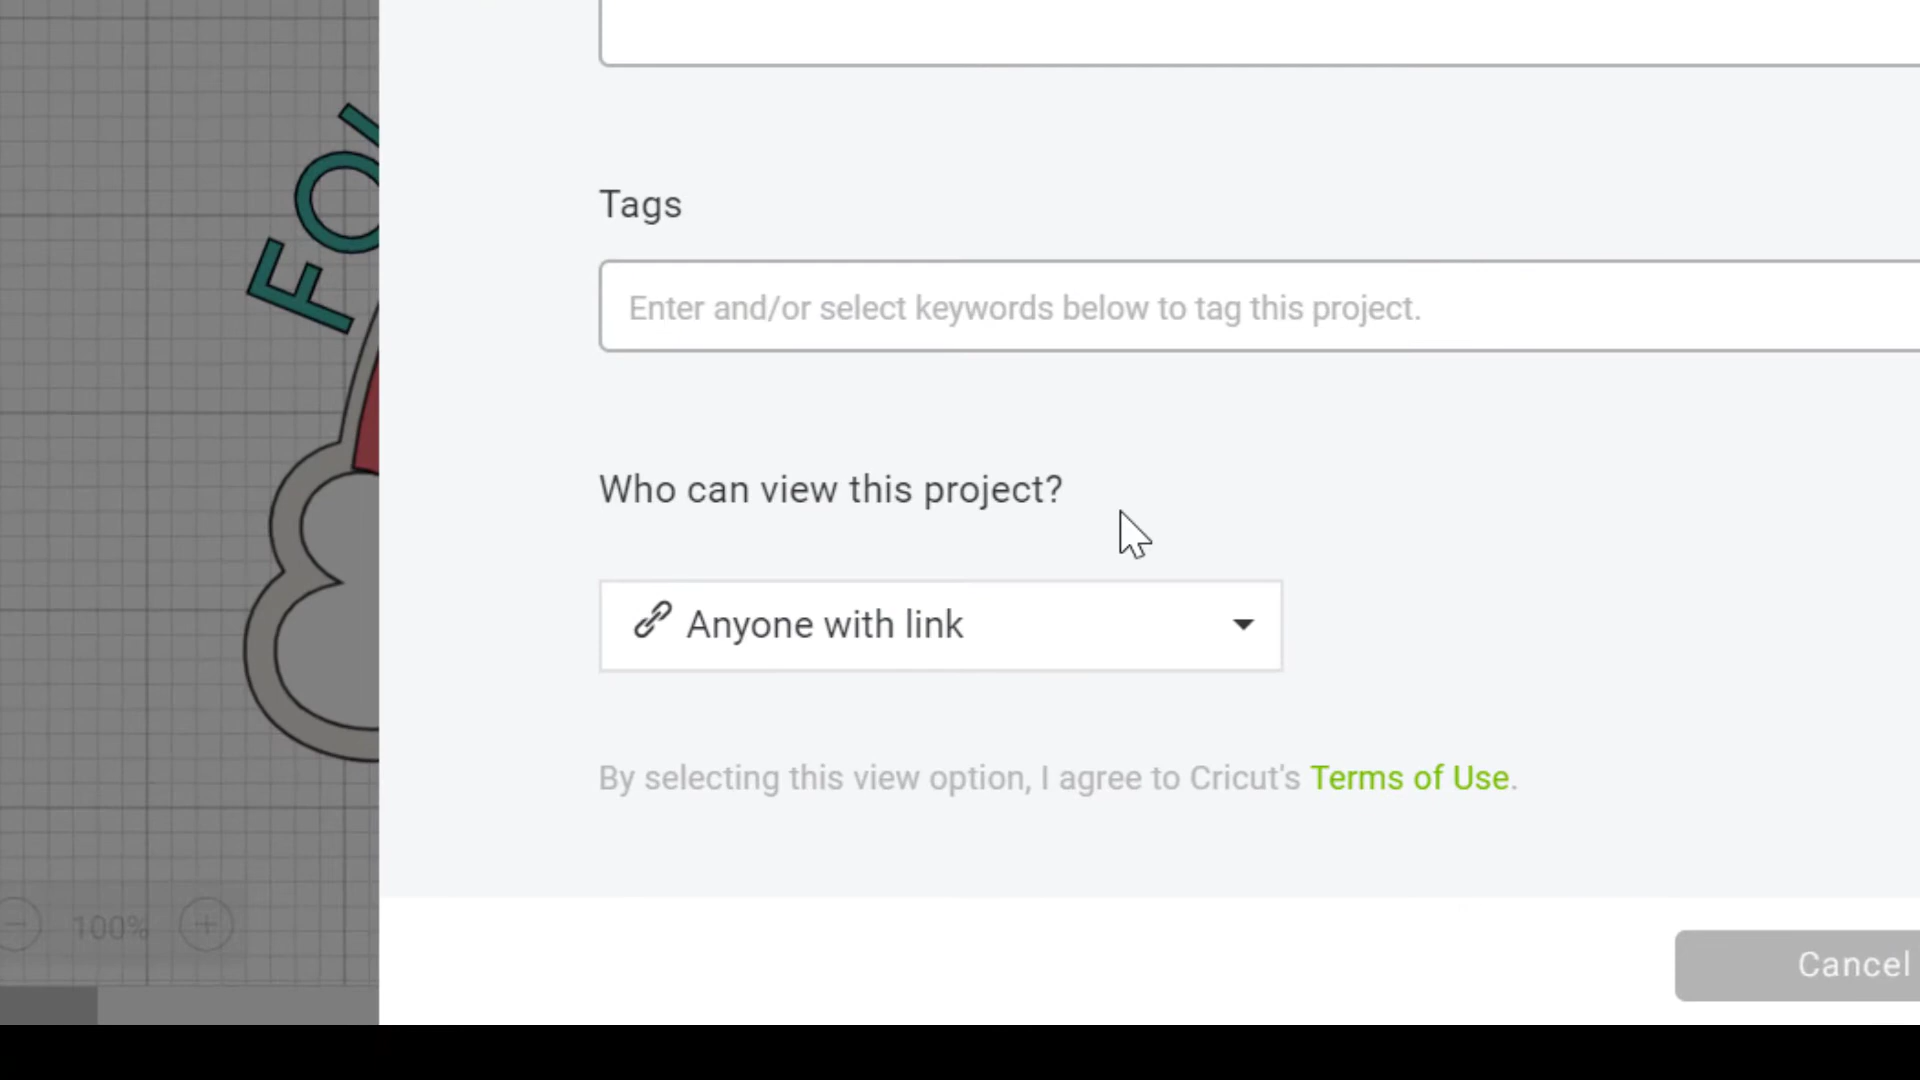 FO
Tags
Enter and/or select keywords below to tag this project.
Who can view this project?
Anyone with link
By selecting this view option, I agree to Cricut's Terms of Use.
100%
Cancel